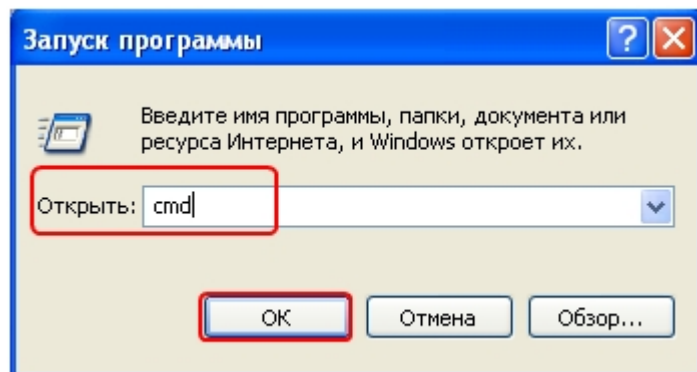 Запуск программы
?
Введите имя программы, папки, документа или
ресурса Интернета, и Windows откроет их.
Открыть: cmd
ОК Отмена Обзор...